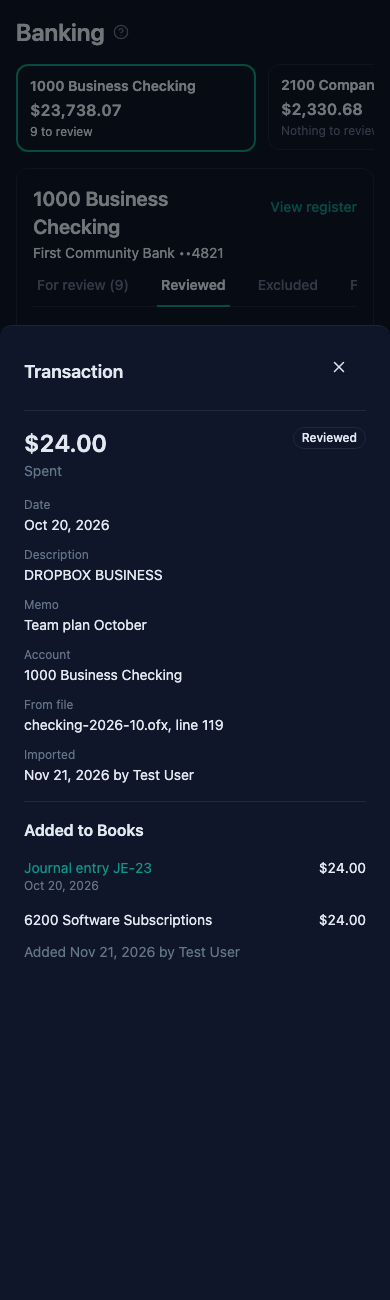 Banking
1000 Business Checking
$23,738.07
9 to review
2100 Compan
$2,330.68
Nothing to review
1000 Business
Checking
View register
First Community Bank ••4821
For review (9)
Reviewed
Excluded
F
Transaction
$24.00
Reviewed
Spent
Date
Oct 20, 2026
Description
DROPBOX BUSINESS
Memo
Team plan October
Account
1000 Business Checking
From file
checking-2026-10.ofx, line 119
Imported
Nov 21, 2026 by Test User
Added to Books
Journal entry JE-23
$24.00
Oct 20, 2026
6200 Software Subscriptions
$24.00
Added Nov 21, 2026 by Test User